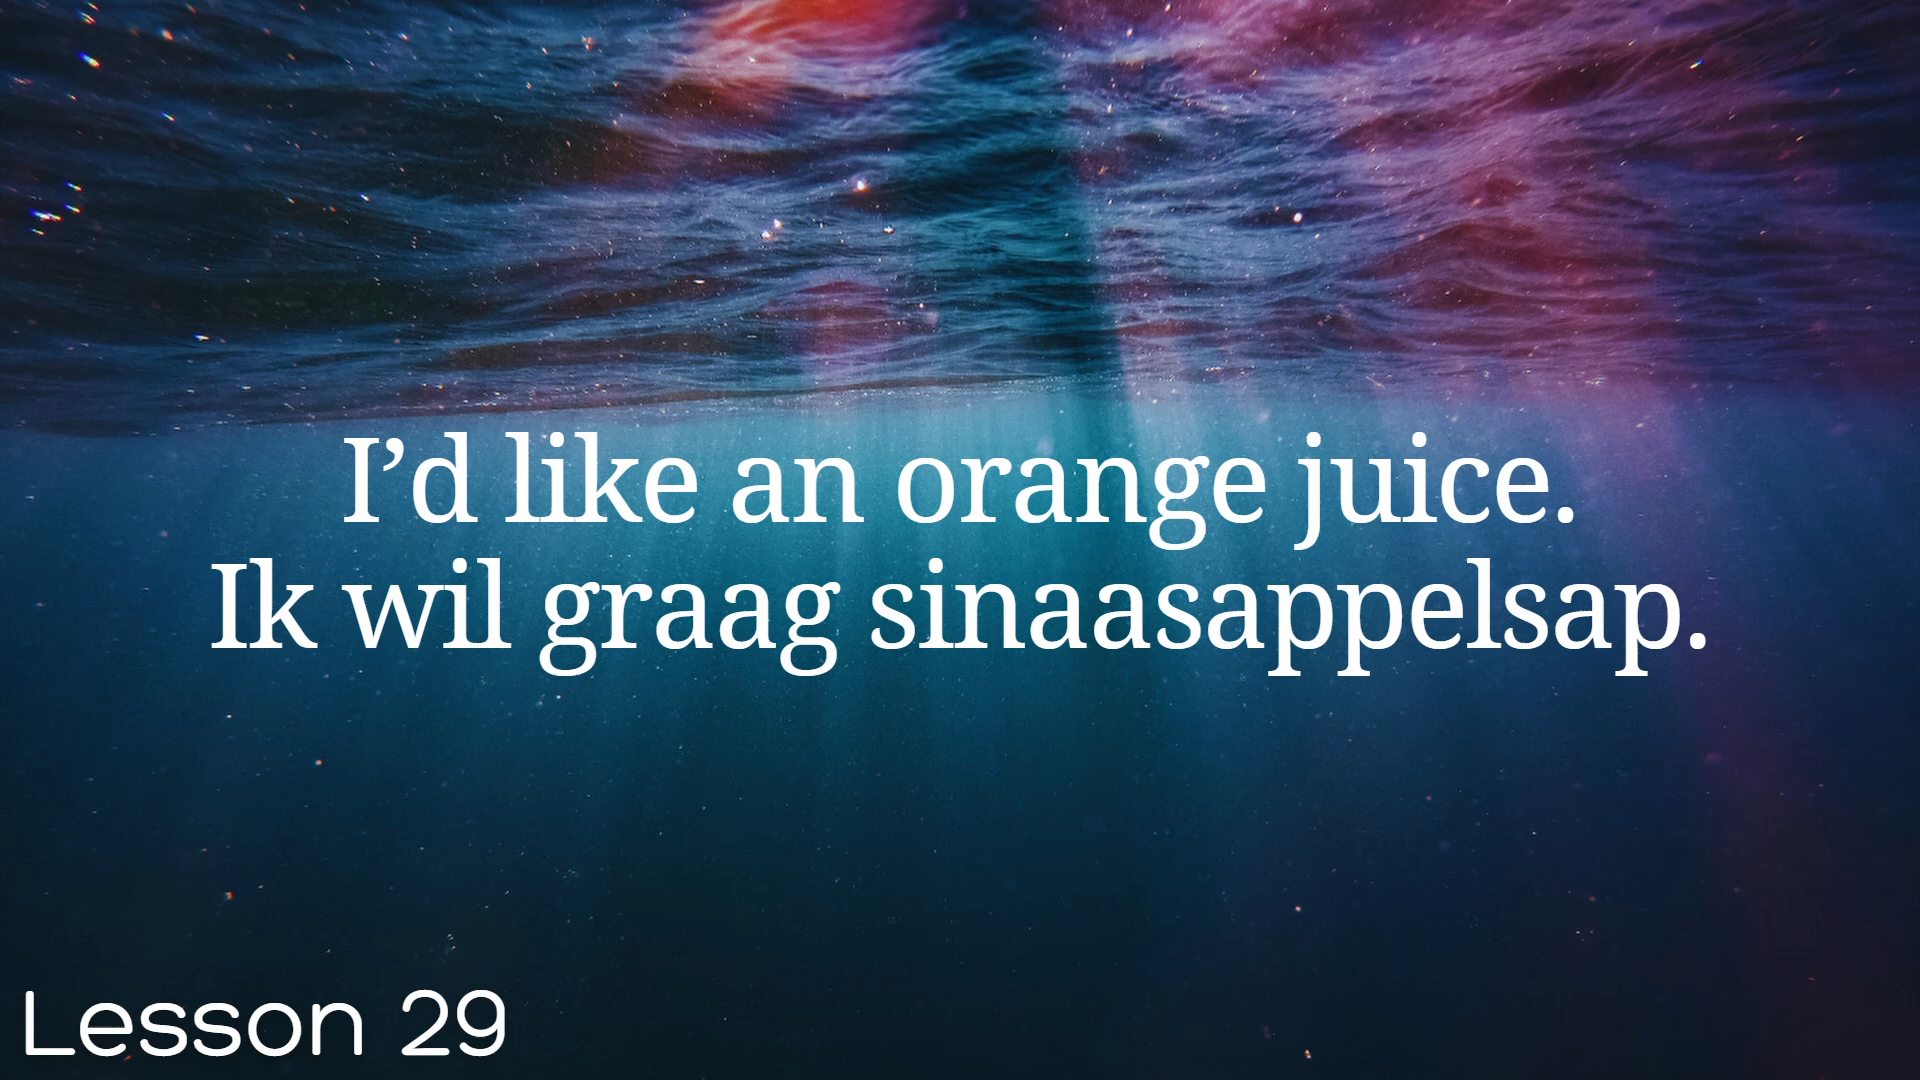 I’d like an orange juice.
Ik wil graag sinaasappelsap.
Lesson 29